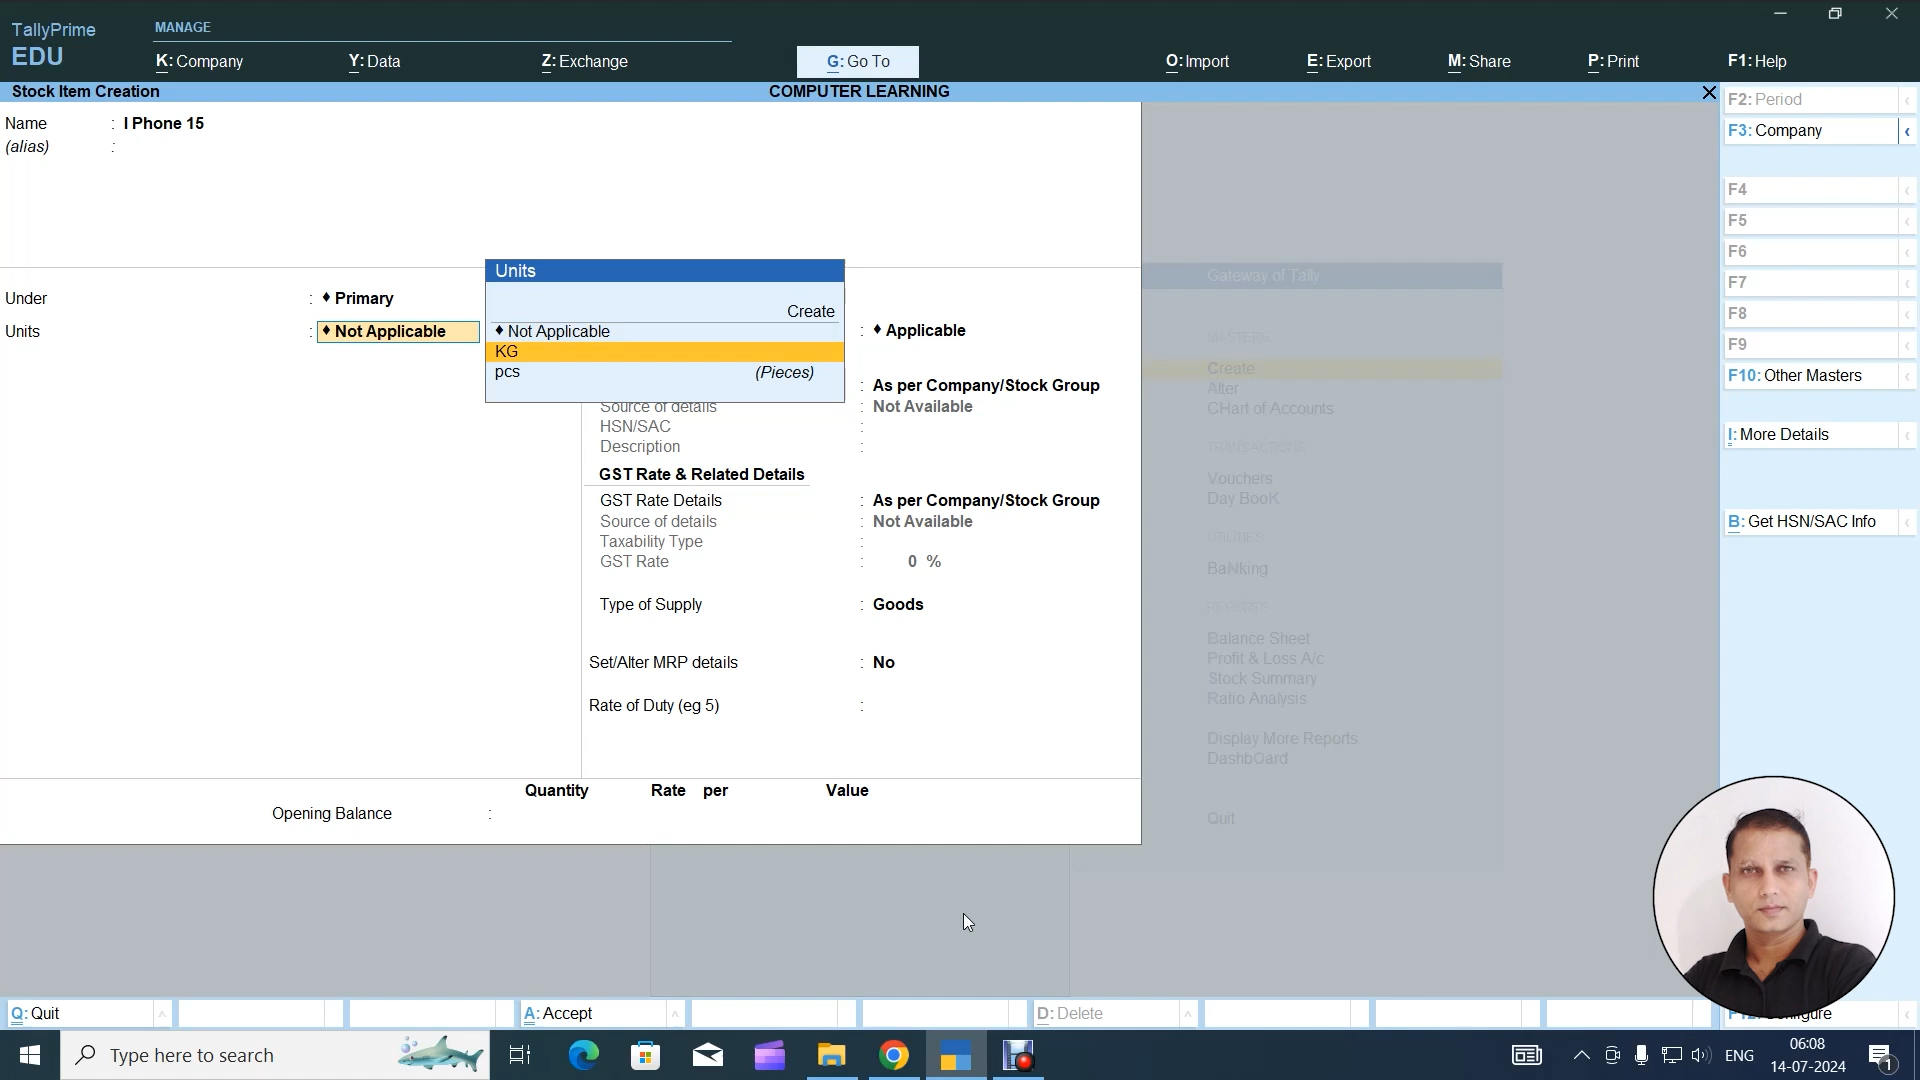 TallyPrime
EDU
MANAGE
K: Company
Y: Data
Z: Exchange
G: Go To
O: Import
E: Export
M: Share
P: Print
F1: Help
Stock Item Creation
COMPUTER LEARNING
Name : I Phone 15
(alias) :
Under : ♦ Primary
Units : ♦ Not Applicable
Units
Create
♦ Not Applicable
KG
pcs (Pieces)
: ♦ Applicable
: As per Company/Stock Group
Source of details : Not Available
HSN/SAC :
Description :
GST Rate & Related Details
GST Rate Details : As per Company/Stock Group
Source of details : Not Available
Taxability Type :
GST Rate : 0 %
Type of Supply : Goods
Set/Alter MRP details : No
Rate of Duty (eg 5) :
Quantity Rate per Value
Opening Balance :
Gateway of Tally
MASTERS
Create
Alter
CHart of Accounts
TRANSACTIONS
Vouchers
Day BooK
UTILITIES
BaNking
REPORTS
Balance Sheet
Profit & Loss A/c
Stock Summary
Ratio Analysis
Display More Reports
DashbOard
Quit
F2: Period
F3: Company
F4
F5
F6
F7
F8
F9
F10: Other Masters
I: More Details
B: Get HSN/SAC Info
F12: Configure
Q: Quit
A: Accept
D: Delete
Type here to search
ENG
06:08
14-07-2024
1